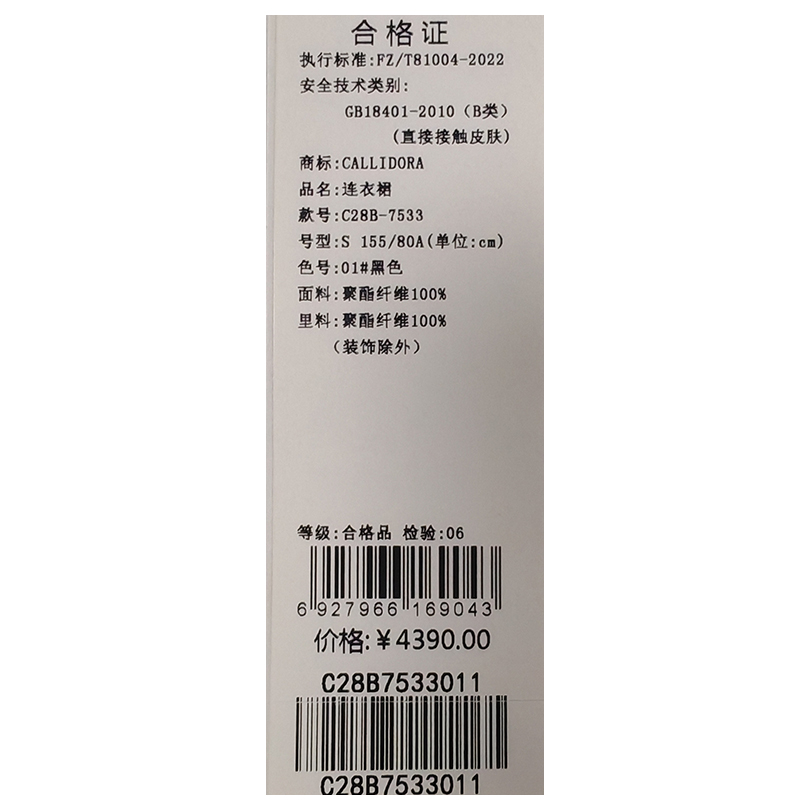 合格证
执行标准:FZ/T81004-2022
安全技术类别:
GB18401-2010（B类）
(直接接触皮肤)
商标:CALLIDORA
品名:连衣裙
款号:C28B-7533
号型:S 155/80A(单位:cm)
色号:01#黑色
面料:聚酯纤维100%
里料:聚酯纤维100%
（装饰除外）
等级:合格品 检验:06
6 927966 169043
价格:￥4390.00
C28B7533011
C28B7533011